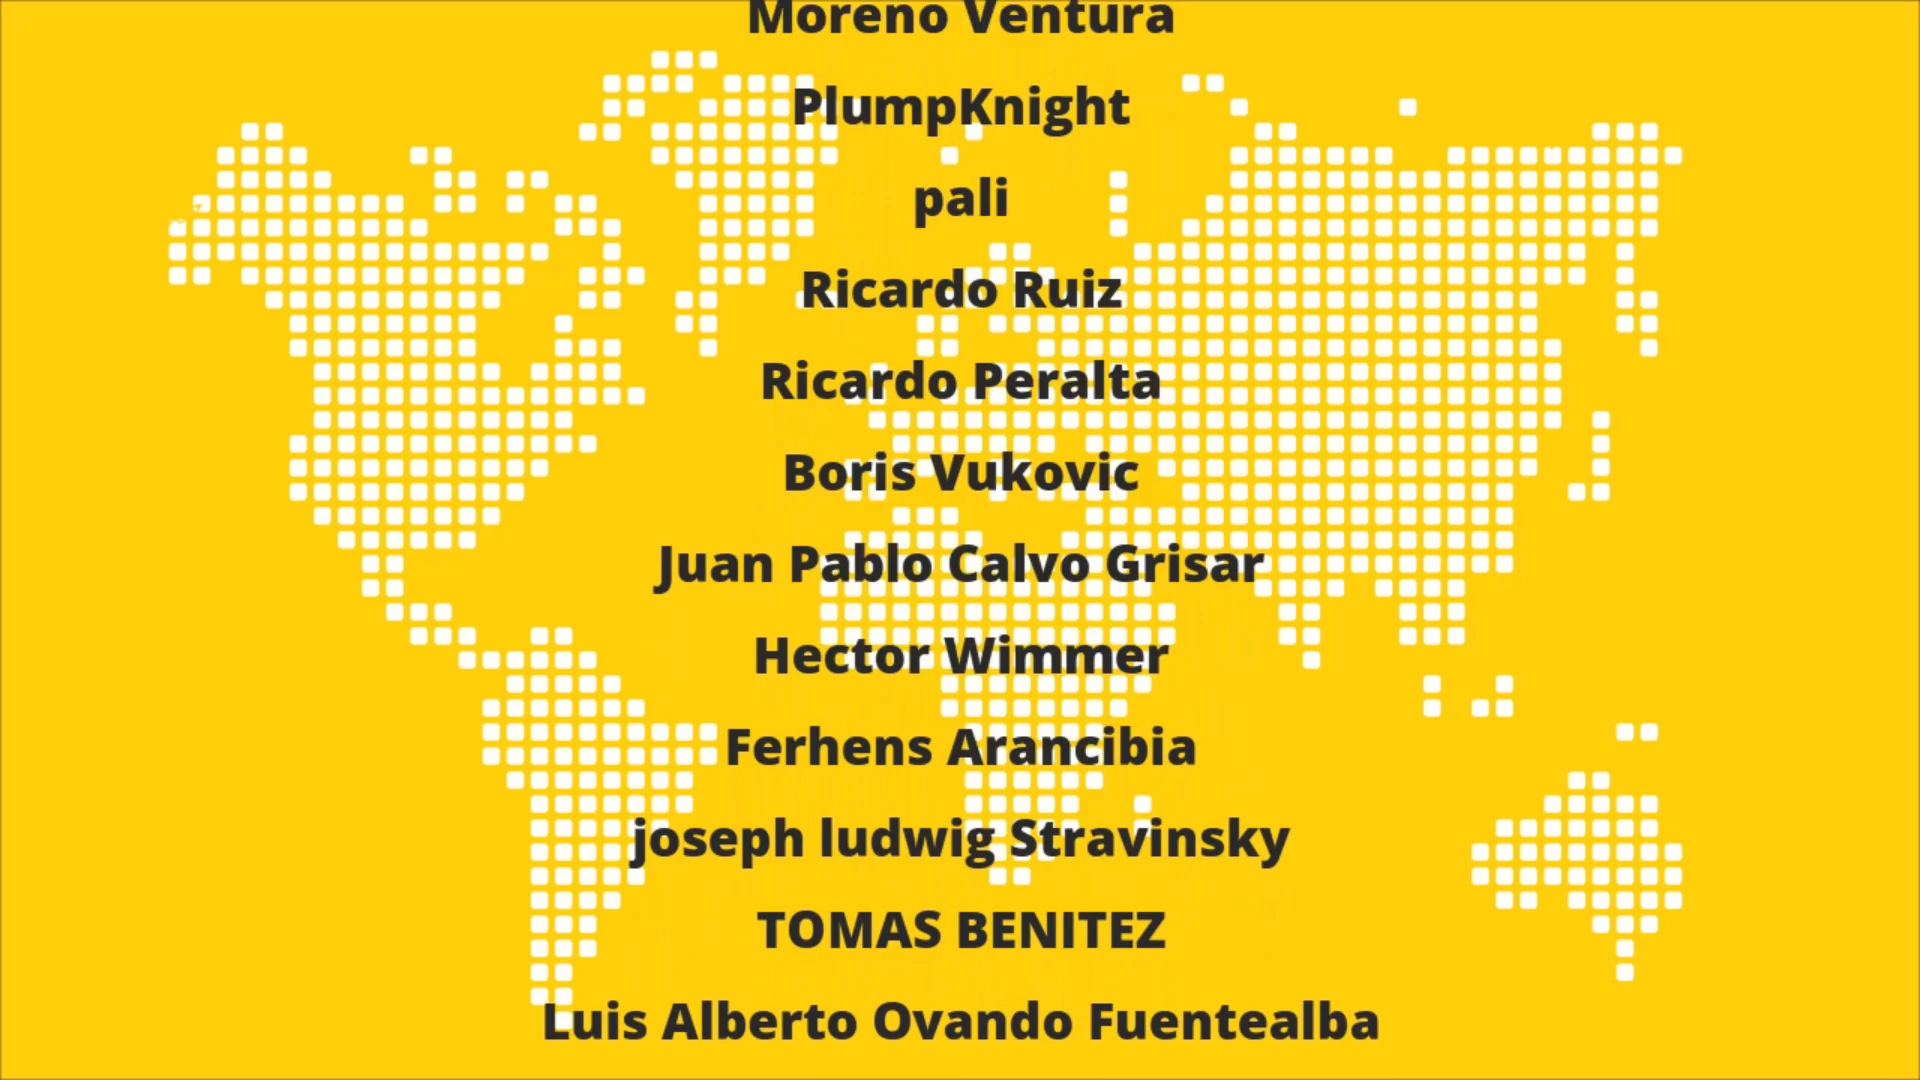 Moreno Ventura
PlumpKnight
pali
Ricardo Ruiz
Ricardo Peralta
Boris Vukovic
Juan Pablo Calvo Grisar
Hector Wimmer
Ferhens Arancibia
joseph ludwig Stravinsky
TOMAS BENITEZ
Luis Alberto Ovando Fuentealba